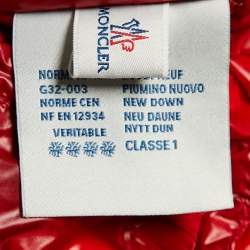 MONCLER
NORM
G32-003 PIUMINO NUOVO
NORME CEN NEW DOWN
NF EN 12934 NEU DAUNE
VERITABLE NYTT DUN
CLASSE 1